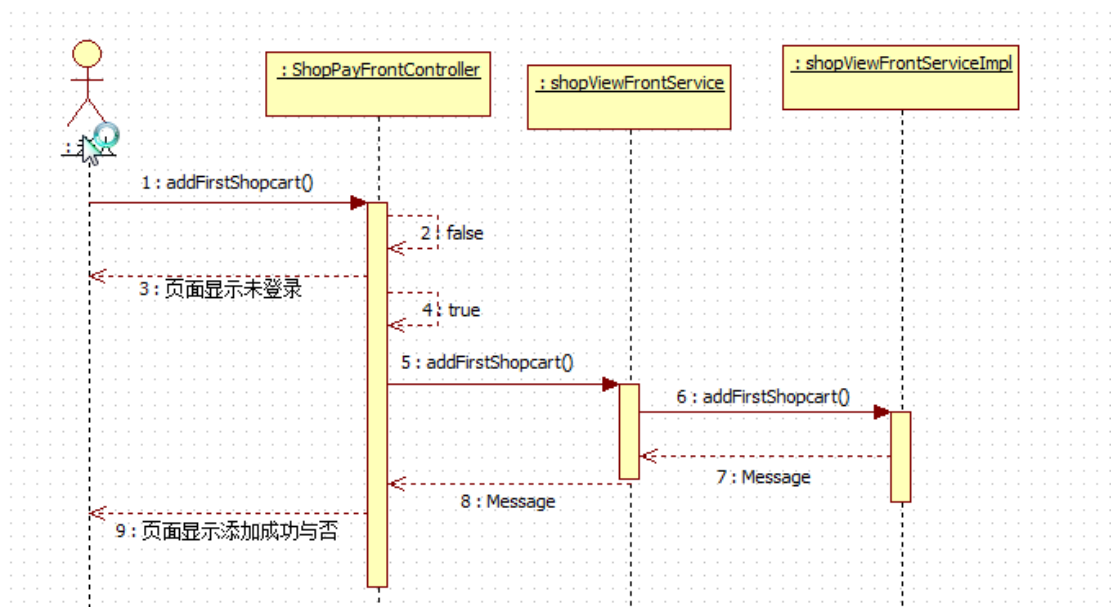 : ShopPayFrontController
: shopViewFrontService
: shopViewFrontServiceImpl
1 : addFirstShopcart()
2 : false
3 : 页面显示未登录
4 : true
5 : addFirstShopcart()
6 : addFirstShopcart()
7 : Message
8 : Message
9 : 页面显示添加成功与否